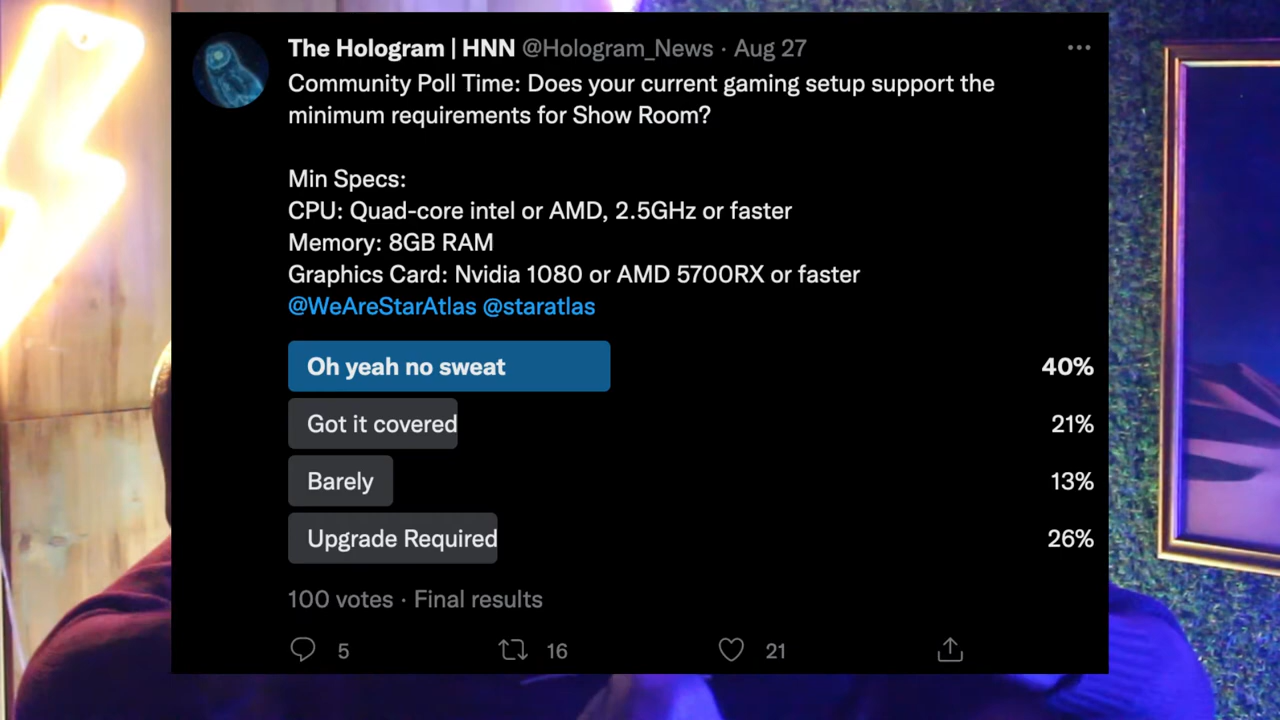 The Hologram | HNN @Hologram_News · Aug 27
Community Poll Time: Does your current gaming setup support the
minimum requirements for Show Room?
Min Specs:
CPU: Quad-core intel or AMD, 2.5GHz or faster
Memory: 8GB RAM
Graphics Card: Nvidia 1080 or AMD 5700RX or faster
@WeAreStarAtlas @staratlas
Oh yeah no sweat 40%
Got it covered 21%
Barely 13%
Upgrade Required 26%
100 votes · Final results
5 16 21